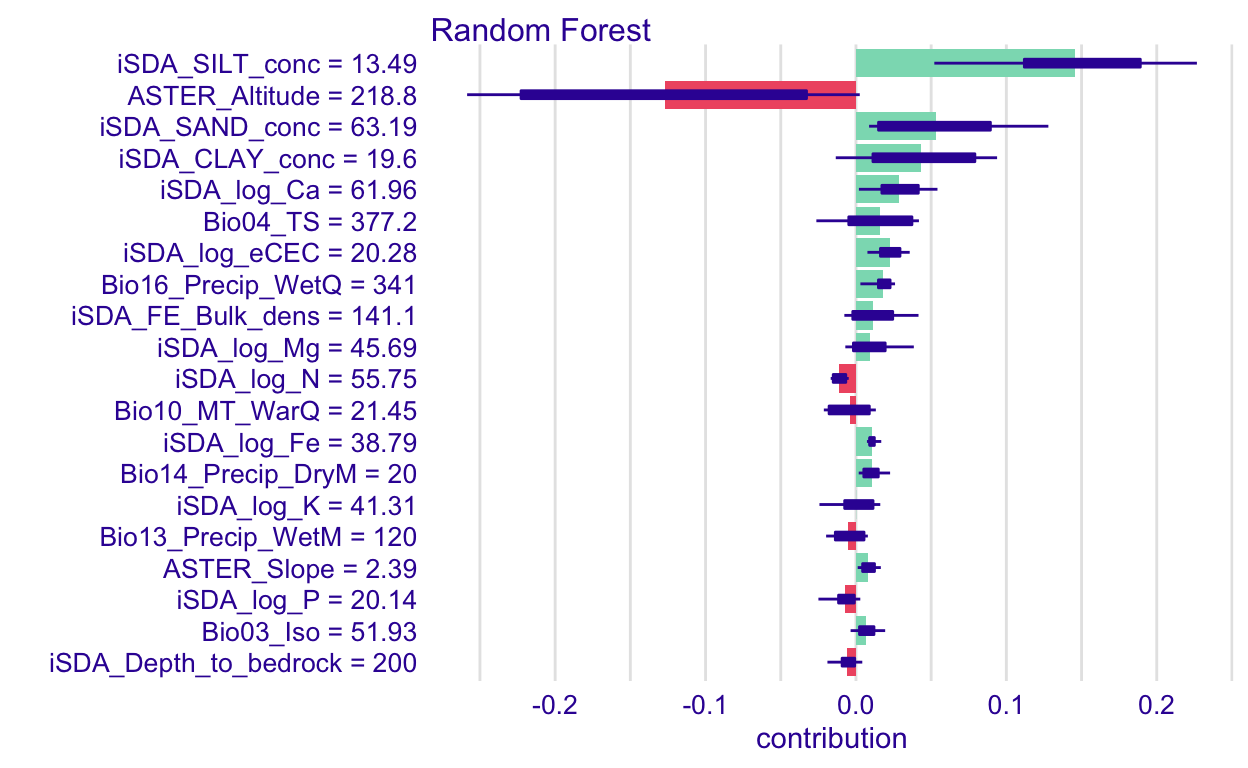 Random Forest
iSDA_SILT_conc = 13.49
ASTER_Altitude = 218.8
iSDA_SAND_conc = 63.19
iSDA_CLAY_conc = 19.6
iSDA_log_Ca = 61.96
Bio04_TS = 377.2
iSDA_log_eCEC = 20.28
Bio16_Precip_WetQ = 341
iSDA_FE_Bulk_dens = 141.1
iSDA_log_Mg = 45.69
iSDA_log_N = 55.75
Bio10_MT_WarQ = 21.45
iSDA_log_Fe = 38.79
Bio14_Precip_DryM = 20
iSDA_log_K = 41.31
Bio13_Precip_WetM = 120
ASTER_Slope = 2.39
iSDA_log_P = 20.14
Bio03_Iso = 51.93
iSDA_Depth_to_bedrock = 200
-0.2 -0.1 0.0 0.1 0.2
contribution